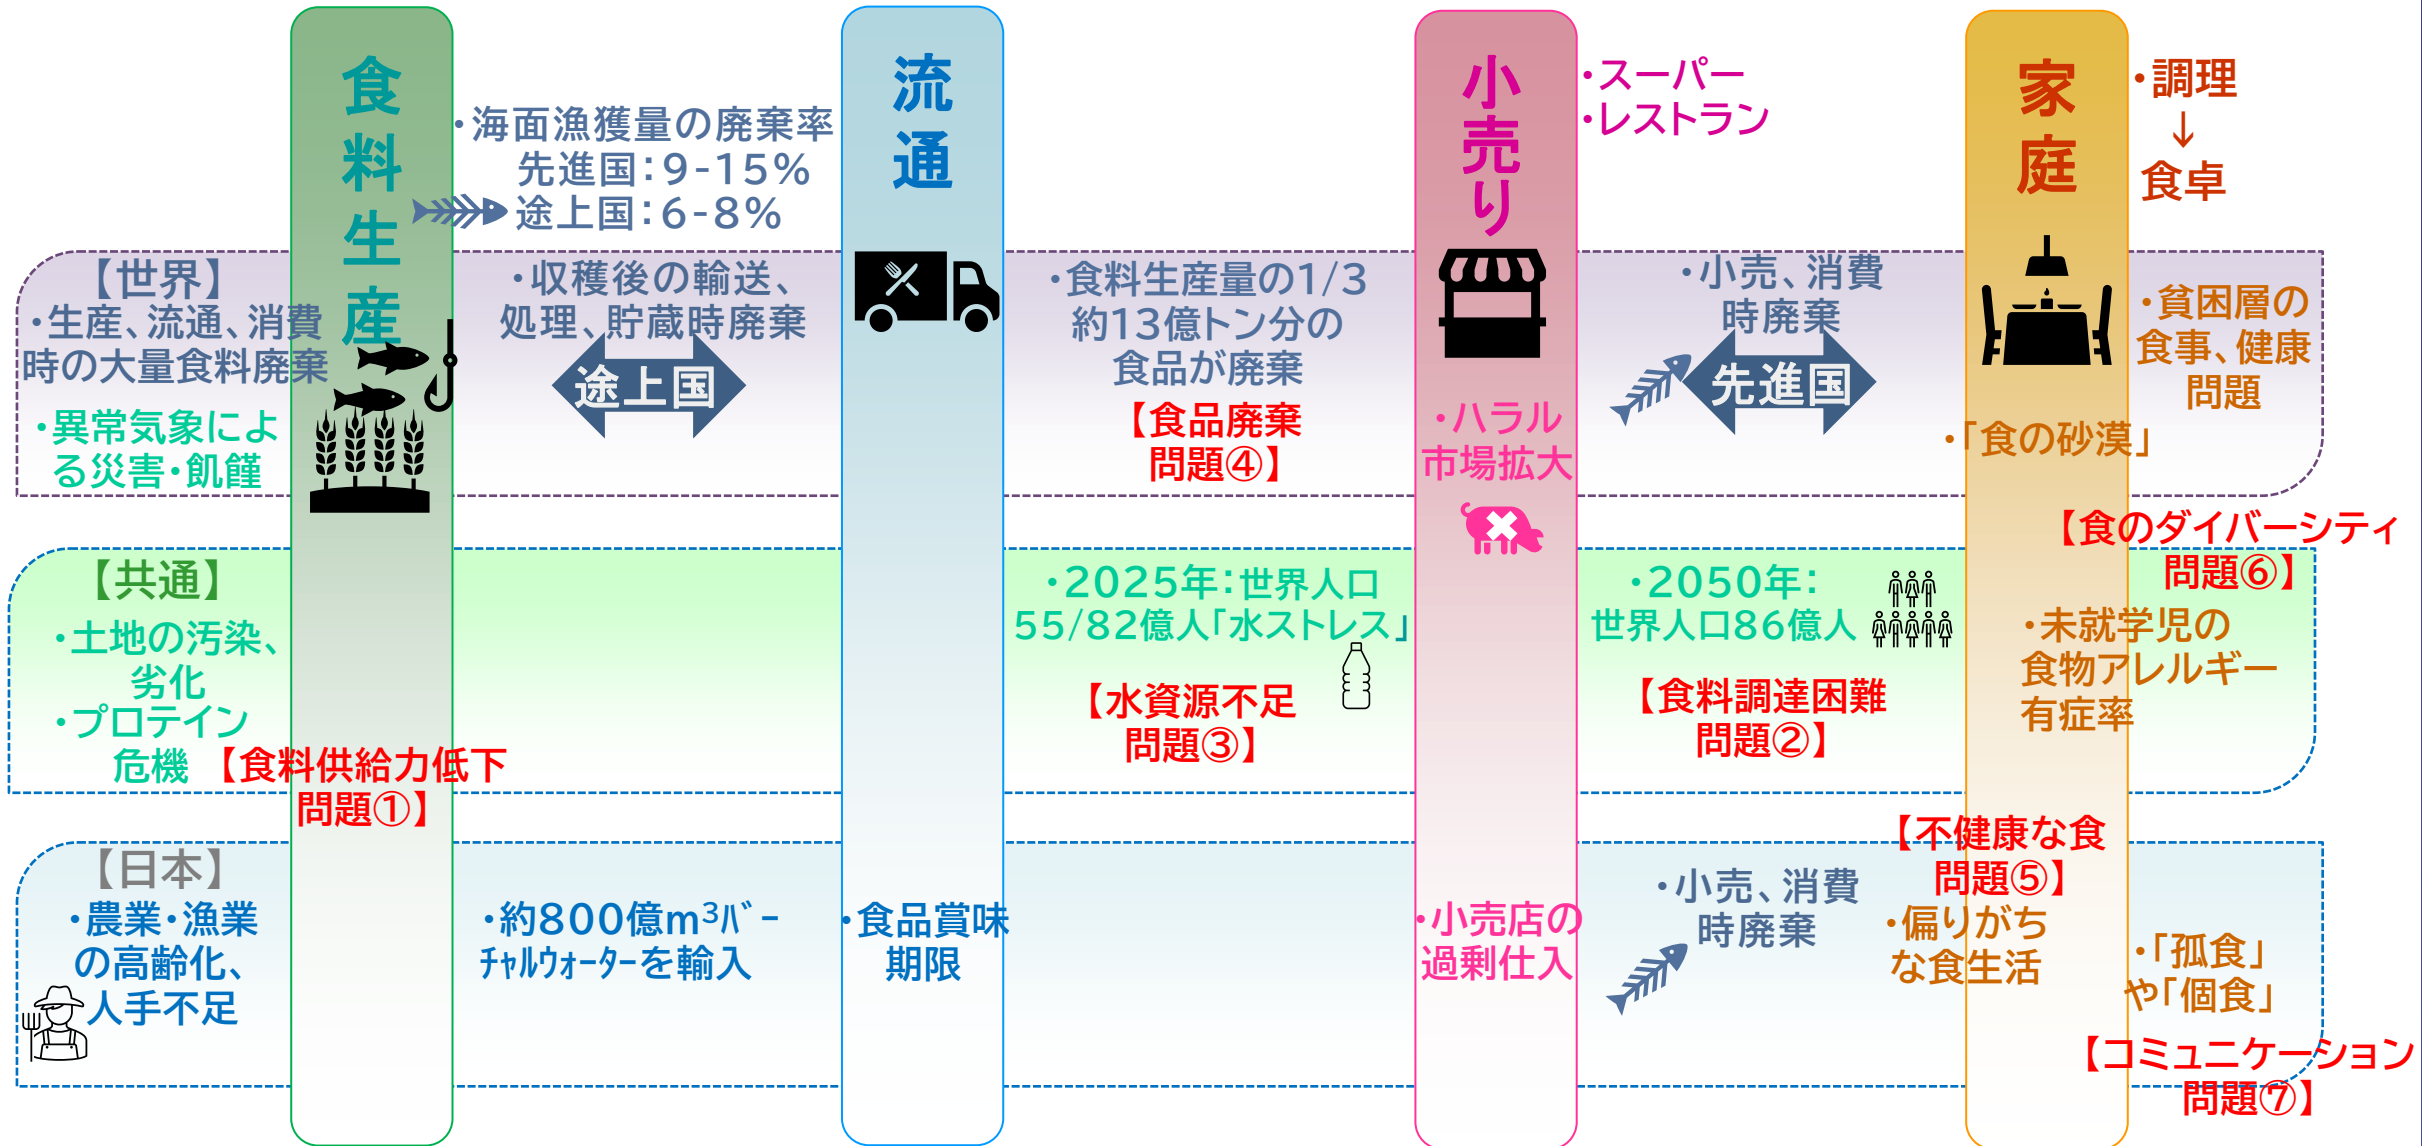 食料生産
・海面漁獲量の廃棄率
先進国：9-15%
途上国：6-8%
流通
小売り
・スーパー
・レストラン
家庭
・調理
↓
食卓
【世界】
・生産、流通、消費
時の大量食料廃棄
・異常気象によ
る災害・飢饉
・収穫後の輸送、
処理、貯蔵時廃棄
途上国
・食料生産量の1/3
約13億トン分の
食品が廃棄
【食品廃棄
問題④】
・ハラル
市場拡大
・小売、消費
時廃棄
先進国
・「食の砂漠」
・貧困層の
食事、健康
問題
【食のダイバーシティ
問題⑥】
【共通】
・土地の汚染、
劣化
・プロテイン
危機
【食料供給力低下
問題①】
・2025年：世界人口
55/82億人「水ストレス」
【水資源不足
問題③】
・2050年：
世界人口86億人
【食料調達困難
問題②】
・未就学児の
食物アレルギー
有症率
【日本】
・農業・漁業
の高齢化、
人手不足
・約800億m³ﾊﾞｰ
ﾁｬﾙｳｫｰﾀｰを輸入
・食品賞味
期限
・小売店の
過剰仕入
・小売、消費
時廃棄
【不健康な食
問題⑤】
・偏りがち
な食生活
・「孤食」
や「個食」
【コミュニケーション
問題⑦】